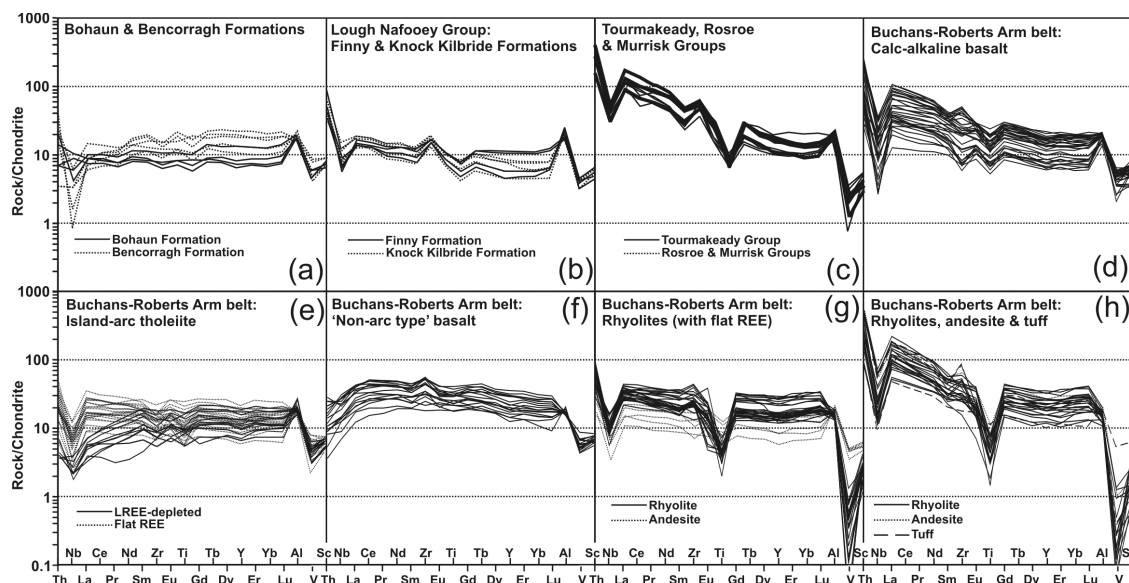 1000
100
10
1
Rock/Chondrite
Bohaun & Bencorragh Formations
Bohaun Formation
Bencorragh Formation
(a)
Lough Nafooey Group:
Finny & Knock Kilbride Formations
Finny Formation
Knock Kilbride Formation
(b)
Tourmakeady, Rosroe
& Murrisk Groups
Tourmakeady Group
Rosroe & Murrisk Groups
(c)
Buchans-Roberts Arm belt:
Calc-alkaline basalt
(d)
1000
100
10
1
0.1
Rock/Chondrite
Buchans-Roberts Arm belt:
Island-arc tholeiite
(e)
LREE-depleted
Flat REE
Buchans-Roberts Arm belt:
'Non-arc type' basalt
(f)
Buchans-Roberts Arm belt:
Rhyolites (with flat REE)
(g)
Rhyolite
Andesite
Buchans-Roberts Arm belt:
Rhyolites, andesite & tuff
(h)
Rhyolite
Andesite
Tuff
Nb Ce Nd Zr Ti Tb Y Yb Al Sc Nb Ce Nd Zr Ti Tb Y Yb Al Sc Nb Ce Nd Zr Ti Tb Y Yb Al Sc Nb Ce Nd Zr Ti Tb Y Yb Al S
Th La Pr Sm Eu Gd Dy Er Lu V Th La Pr Sm Eu Gd Dy Er Lu V Th La Pr Sm Eu Gd Dy Er Lu V Th La Pr Sm Eu Gd Dy Er Lu V